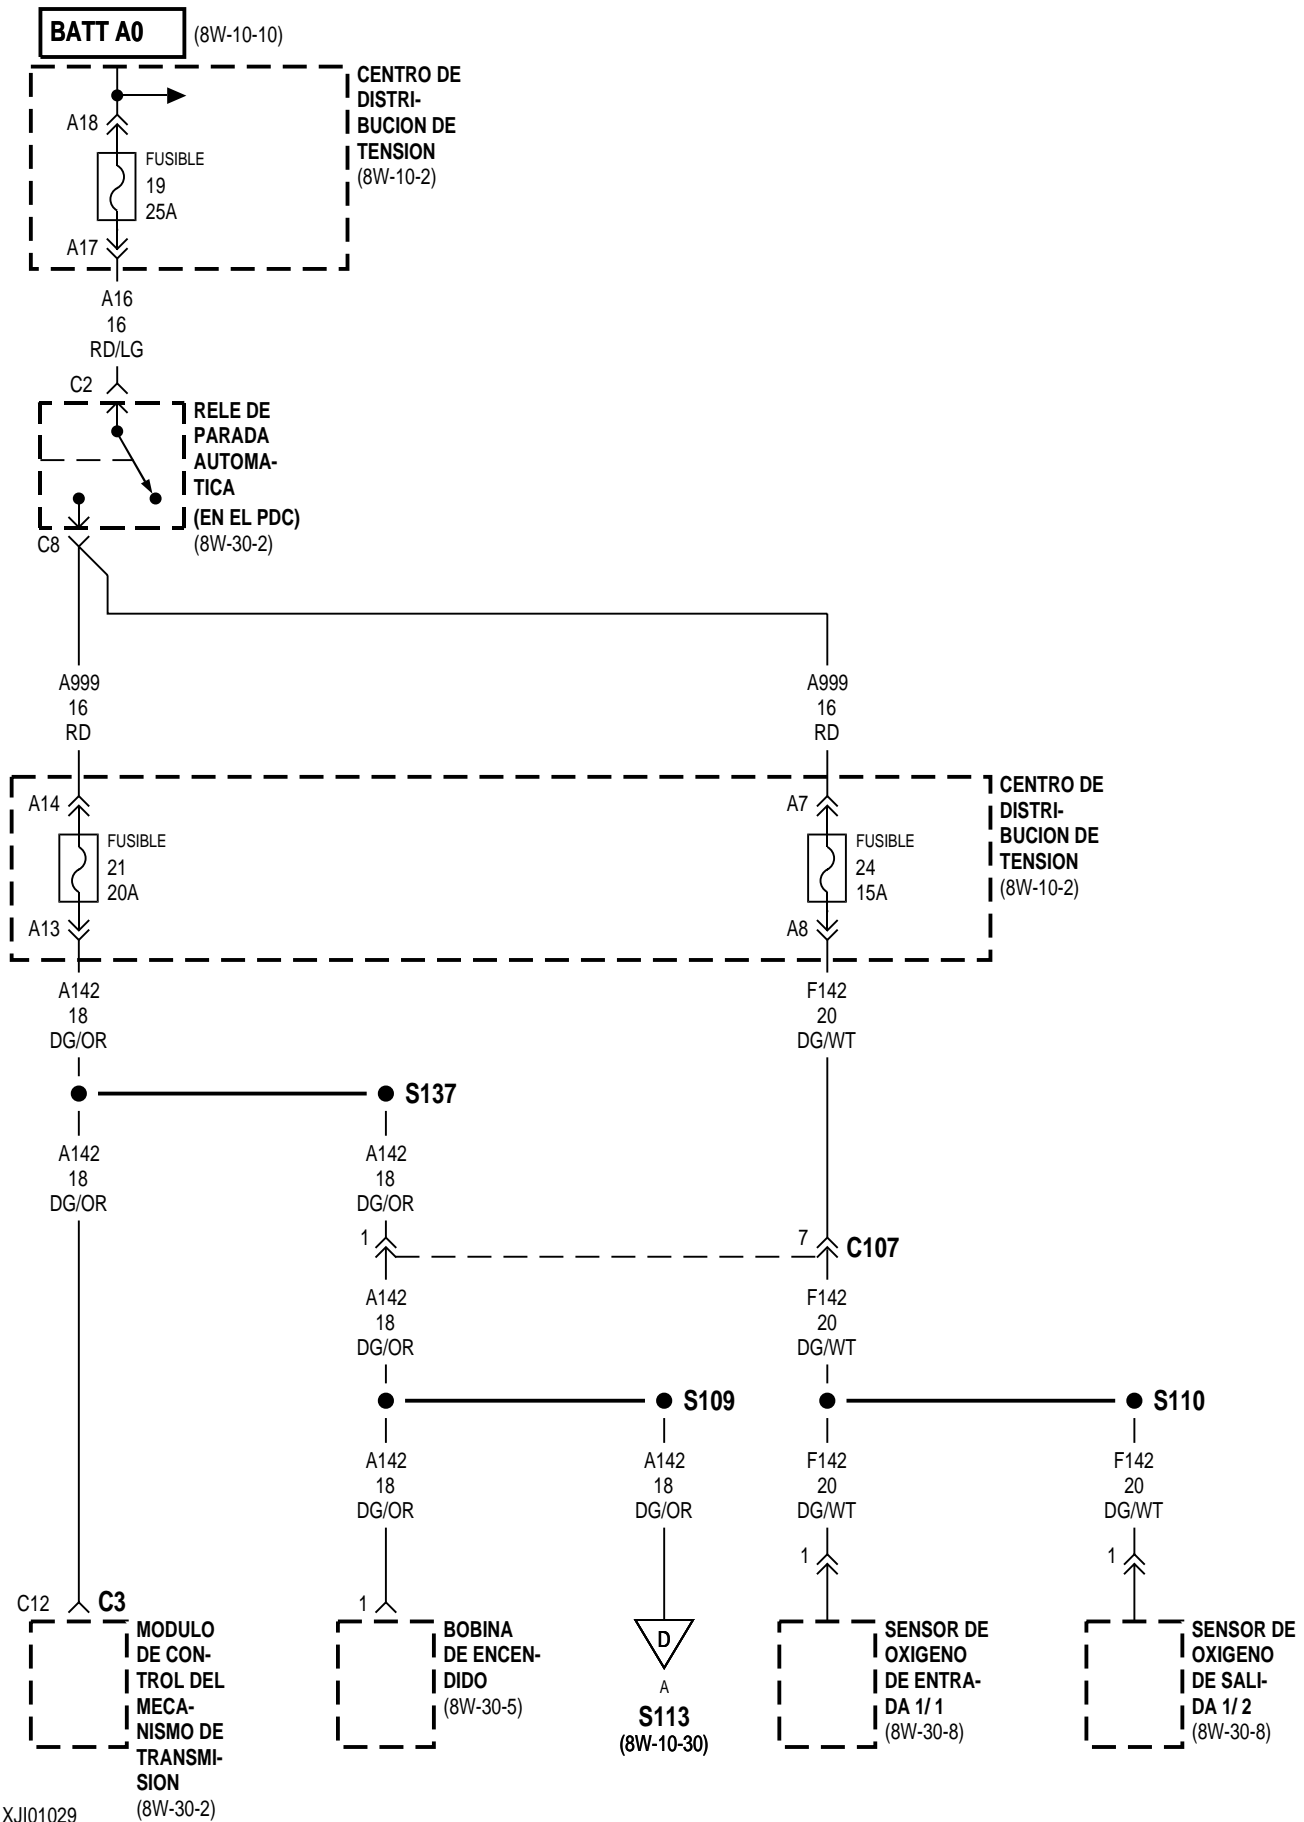 BATT A0 (8W-10-10)
CENTRO DE
DISTRI-
BUCION DE
TENSION
(8W-10-2)
A18
FUSIBLE
19
25A
A17
A16
16
RD/LG
C2
RELE DE
PARADA
AUTOMA-
TICA
(EN EL PDC)
(8W-30-2)
C8
A999
16
RD
A999
16
RD
CENTRO DE
DISTRI-
BUCION DE
TENSION
(8W-10-2)
A14
FUSIBLE
21
20A
A13
A7
FUSIBLE
24
15A
A8
A142
18
DG/OR
F142
20
DG/WT
S137
A142
18
DG/OR
A142
18
DG/OR
1
7
C107
A142
18
DG/OR
F142
20
DG/WT
S109
S110
A142
18
DG/OR
A142
18
DG/OR
F142
20
DG/WT
F142
20
DG/WT
1
1
C12
C3
1
MODULO
DE CON-
TROL DEL
MECA-
NISMO DE
TRANSMI-
SION
(8W-30-2)
BOBINA
DE ENCEN-
DIDO
(8W-30-5)
D
A
S113
(8W-10-30)
SENSOR DE
OXIGENO
DE ENTRA-
DA 1/ 1
(8W-30-8)
SENSOR DE
OXIGENO
DE SALI-
DA 1/ 2
(8W-30-8)
XJI01029